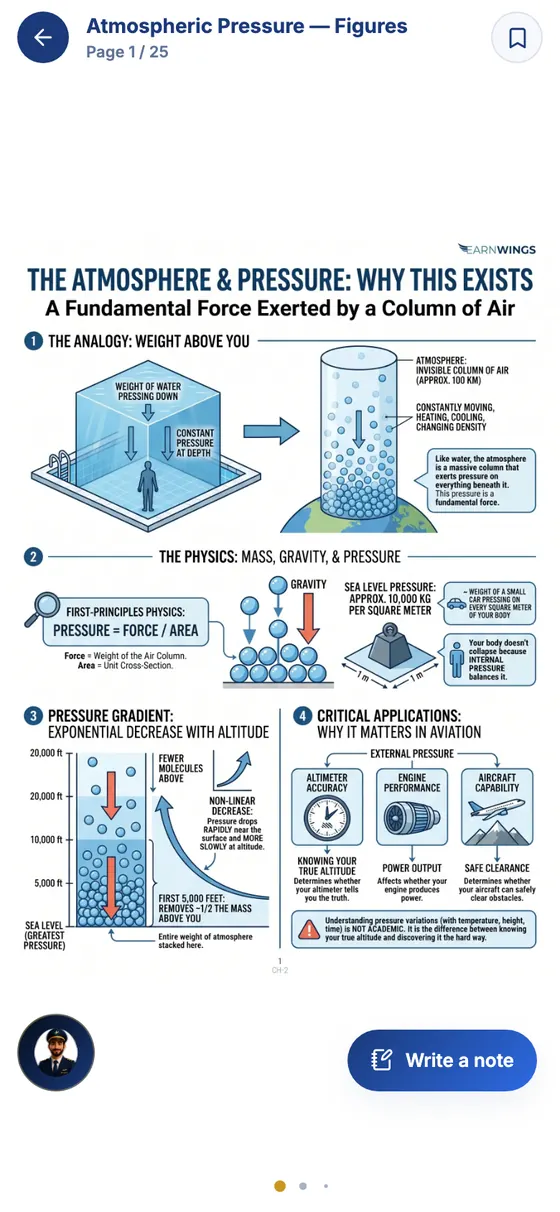 Atmospheric Pressure — Figures
Page 1 / 25
EARNWINGS
THE ATMOSPHERE & PRESSURE: WHY THIS EXISTS
A Fundamental Force Exerted by a Column of Air
1 THE ANALOGY: WEIGHT ABOVE YOU
WEIGHT OF WATER
PRESSING DOWN
CONSTANT
PRESSURE
AT DEPTH
ATMOSPHERE:
INVISIBLE COLUMN OF AIR
(APPROX. 100 KM)
CONSTANTLY MOVING,
HEATING, COOLING,
CHANGING DENSITY
Like water, the atmosphere
is a massive column that
exerts pressure on
everything beneath it.
This pressure is a
fundamental force.
2 THE PHYSICS: MASS, GRAVITY, & PRESSURE
FIRST-PRINCIPLES PHYSICS:
PRESSURE = FORCE / AREA
Force = Weight of the Air Column.
Area = Unit Cross-Section.
GRAVITY
SEA LEVEL PRESSURE:
APPROX. 10,000 KG
PER SQUARE METER
1 m
1 m
~ WEIGHT OF A SMALL
CAR PRESSING ON
EVERY SQUARE METER
OF YOUR BODY
Your body doesn't
collapse because
INTERNAL
PRESSURE
balances it.
3 PRESSURE GRADIENT:
EXPONENTIAL DECREASE WITH ALTITUDE
20,000 ft
20,000 ft
10,000 ft
5,000 ft
SEA LEVEL
(GREATEST
PRESSURE)
FEWER
MOLECULES
ABOVE
NON-LINEAR
DECREASE:
Pressure drops
RAPIDLY near the
surface and MORE
SLOWLY at altitude.
FIRST 5,000 FEET:
REMOVES ~1/2 THE MASS
ABOVE YOU
Entire weight of atmosphere
stacked here.
4 CRITICAL APPLICATIONS:
WHY IT MATTERS IN AVIATION
EXTERNAL PRESSURE
ALTIMETER
ACCURACY
KNOWING YOUR
TRUE ALTITUDE
Determines whether
your altimeter tells
you the truth.
ENGINE
PERFORMANCE
POWER OUTPUT
Affects whether your
engine produces
power.
AIRCRAFT
CAPABILITY
SAFE CLEARANCE
Determines whether
your aircraft can safely
clear obstacles.
Understanding pressure variations (with temperature, height,
time) is NOT ACADEMIC. It is the difference between knowing
your true altitude and discovering it the hard way.
1
CH-2
Write a note